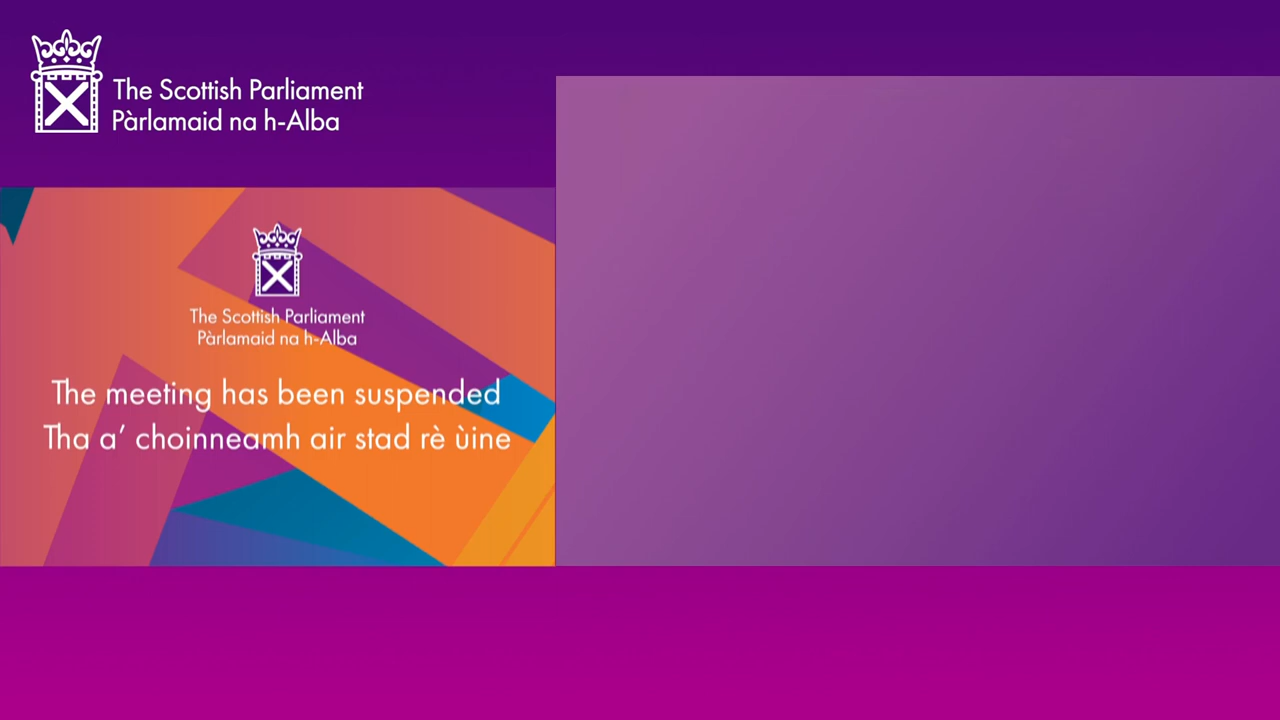 The Scottish Parliament
Pàrlamaid na h-Alba
The Scottish Parliament
Pàrlamaid na h-Alba
The meeting has been suspended
Tha a’ choinneamh air stad rè ùine